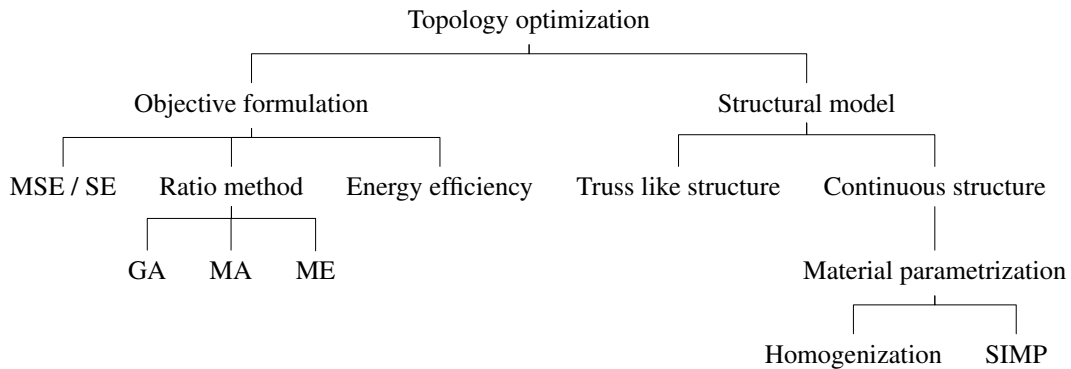 Topology optimization
Objective formulation
Structural model
MSE / SE
Ratio method
Energy efficiency
Truss like structure
Continuous structure
GA
MA
ME
Material parametrization
Homogenization
SIMP